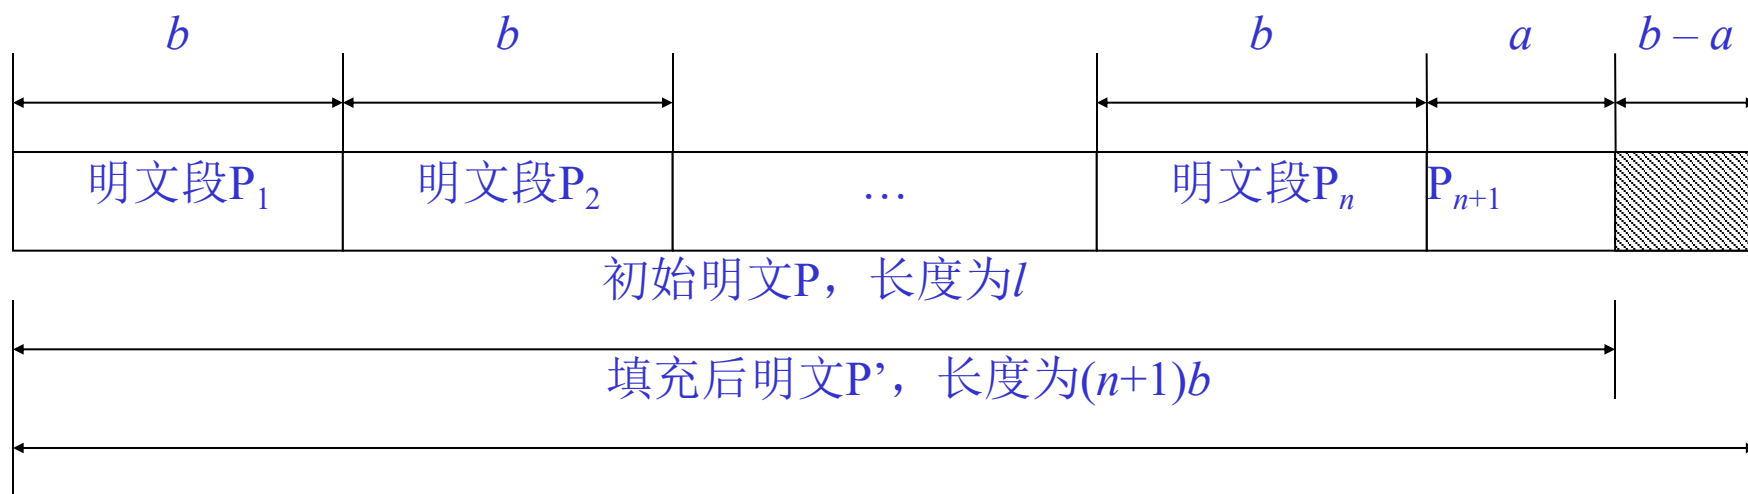 b b b a b – a
明文段P₁ 明文段P₂ … 明文段Pₙ Pₙ₊₁
初始明文P，长度为l
填充后明文P’，长度为(n+1)b